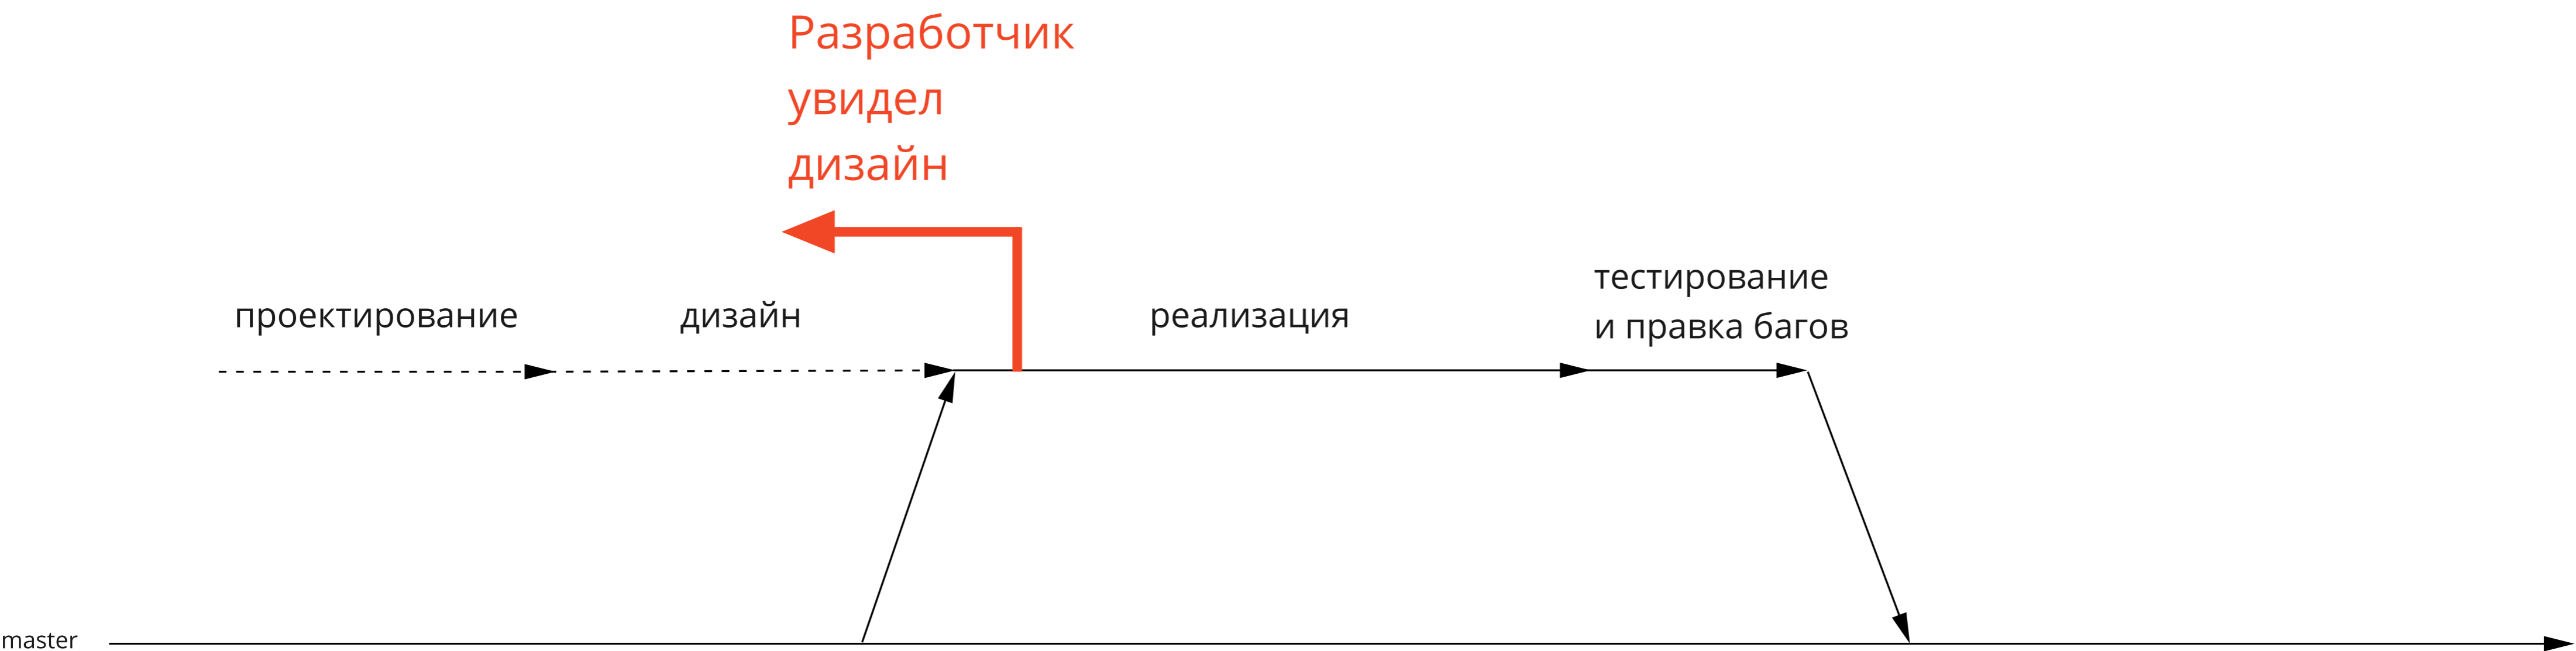 Разработчик
увидел
дизайн
проектирование
дизайн
реализация
тестирование
и правка багов
master